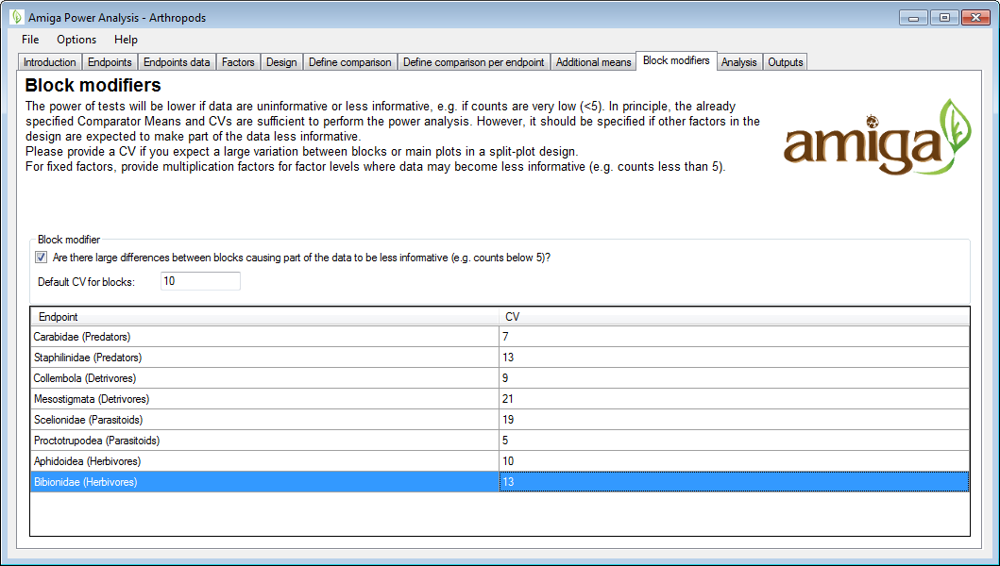 Amiga Power Analysis - Arthropods
File Options Help
Introduction Endpoints Endpoints data Factors Design Define comparison Define comparison per endpoint Additional means Block modifiers Analysis Outputs
Block modifiers
The power of tests will be lower if data are uninformative or less informative, e.g. if counts are very low (<5). In principle, the already
specified Comparator Means and CVs are sufficient to perform the power analysis. However, it should be specified if other factors in the
design are expected to make part of the data less informative.
Please provide a CV if you expect a large variation between blocks or main plots in a split-plot design.
For fixed factors, provide multiplication factors for factor levels where data may become less informative (e.g. counts less than 5).
amiga
Block modifier
Are there large differences between blocks causing part of the data to be less informative (e.g. counts below 5)?
Default CV for blocks: 10
Endpoint CV
Carabidae (Predators) 7
Staphilinidae (Predators) 13
Collembola (Detrivores) 9
Mesostigmata (Detrivores) 21
Scelionidae (Parasitoids) 19
Proctotrupodea (Parasitoids) 5
Aphidoidea (Herbivores) 10
Bibionidae (Herbivores) 13